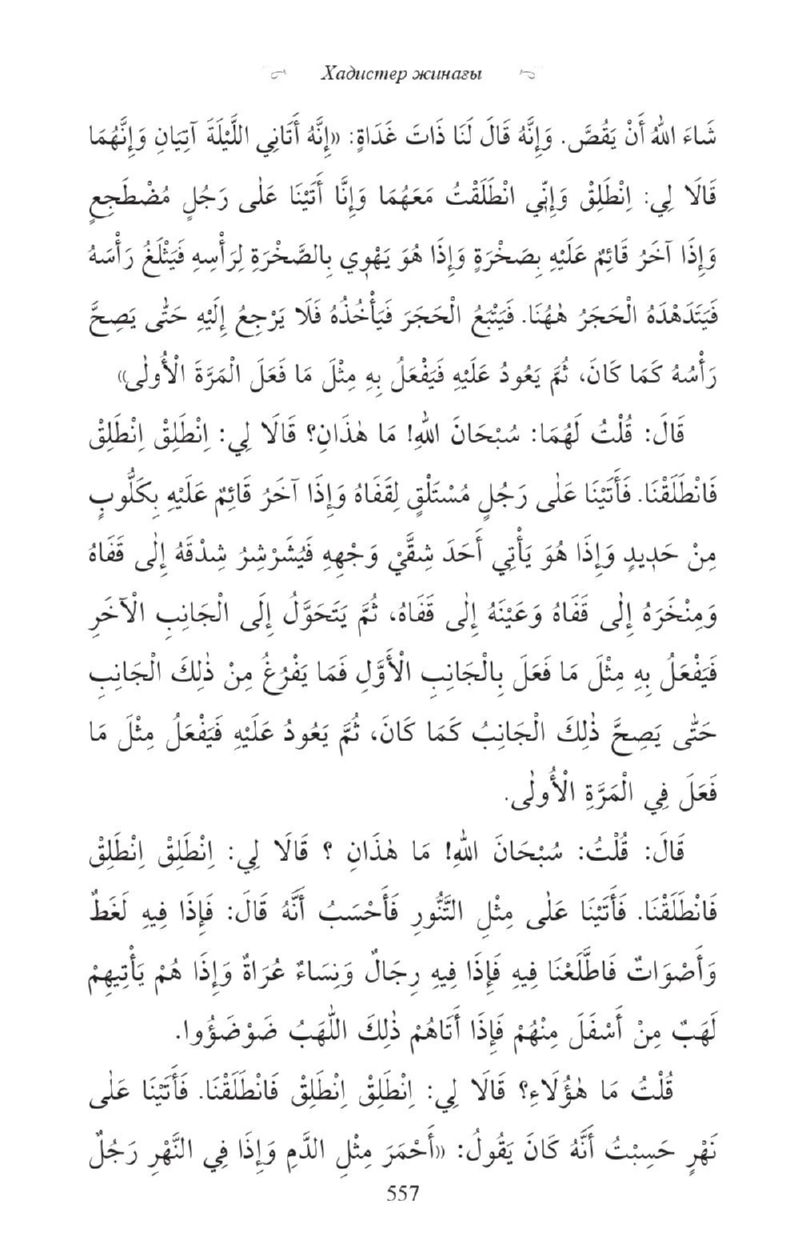 Хадистер жинағы
شَاءَ اللهُ أَنْ يَقُصَّ. وَإِنَّهُ قَالَ لَنَا ذَاتَ غَدَاةٍ: «إِنَّهُ أَتَانِي اللَّيْلَةَ آتِيَانِ وَإِنَّهُمَا
قَالَا لِي: اِنْطَلِقْ وَإِنِّي انْطَلَقْتُ مَعَهُمَا وَإِنَّا أَتَيْنَا عَلٰى رَجُلٍ مُضْطَجِعٍ
وَإِذَا آخَرُ قَائِمٌ عَلَيْهِ بِصَخْرَةٍ وَإِذَا هُوَ يَهْوِي بِالصَّخْرَةِ لِرَأْسِهِ فَيَثْلَغُ رَأْسَهُ
فَيَتَدَهْدَهُ الْحَجَرُ هٰهُنَا. فَيَتْبَعُ الْحَجَرَ فَيَأْخُذُهُ فَلَا يَرْجِعُ إِلَيْهِ حَتّٰى يَصِحَّ
رَأْسُهُ كَمَا كَانَ، ثُمَّ يَعُودُ عَلَيْهِ فَيَفْعَلُ بِهِ مِثْلَ مَا فَعَلَ الْمَرَّةَ الْأُولٰى»
قَالَ: قُلْتُ لَهُمَا: سُبْحَانَ اللهِ! مَا هٰذَانِ؟ قَالَا لِي: اِنْطَلِقْ اِنْطَلِقْ
فَانْطَلَقْنَا. فَأَتَيْنَا عَلٰى رَجُلٍ مُسْتَلْقٍ لِقَفَاهُ وَإِذَا آخَرُ قَائِمٌ عَلَيْهِ بِكَلُّوبٍ
مِنْ حَدِيدٍ وَإِذَا هُوَ يَأْتِي أَحَدَ شِقَّيْ وَجْهِهِ فَيُشَرْشِرُ شِدْقَهُ إِلٰى قَفَاهُ
وَمِنْخَرَهُ إِلٰى قَفَاهُ وَعَيْنَهُ إِلٰى قَفَاهُ، ثُمَّ يَتَحَوَّلُ إِلَى الْجَانِبِ الْآخَرِ
فَيَفْعَلُ بِهِ مِثْلَ مَا فَعَلَ بِالْجَانِبِ الْأَوَّلِ فَمَا يَفْرُغُ مِنْ ذٰلِكَ الْجَانِبِ
حَتّٰى يَصِحَّ ذٰلِكَ الْجَانِبُ كَمَا كَانَ، ثُمَّ يَعُودُ عَلَيْهِ فَيَفْعَلُ مِثْلَ مَا
فَعَلَ فِي الْمَرَّةِ الْأُولٰى.
قَالَ: قُلْتُ: سُبْحَانَ اللهِ! مَا هٰذَانِ ؟ قَالَا لِي: اِنْطَلِقْ اِنْطَلِقْ
فَانْطَلَقْنَا. فَأَتَيْنَا عَلٰى مِثْلِ التَّنُّورِ فَأَحْسَبُ أَنَّهُ قَالَ: فَإِذَا فِيهِ لَغَطٌ
وَأَصْوَاتٌ فَاطَّلَعْنَا فِيهِ فَإِذَا فِيهِ رِجَالٌ وَنِسَاءٌ عُرَاةٌ وَإِذَا هُمْ يَأْتِيهِمْ
لَهَبٌ مِنْ أَسْفَلَ مِنْهُمْ فَإِذَا أَتَاهُمْ ذٰلِكَ اللَّهَبُ ضَوْضَؤُوا.
قُلْتُ مَا هٰؤُلَاءِ؟ قَالَا لِي: اِنْطَلِقْ اِنْطَلِقْ فَانْطَلَقْنَا. فَأَتَيْنَا عَلٰى
نَهْرٍ حَسِبْتُ أَنَّهُ كَانَ يَقُولُ: «أَحْمَرَ مِثْلِ الدَّمِ وَإِذَا فِي النَّهْرِ رَجُلٌ
557